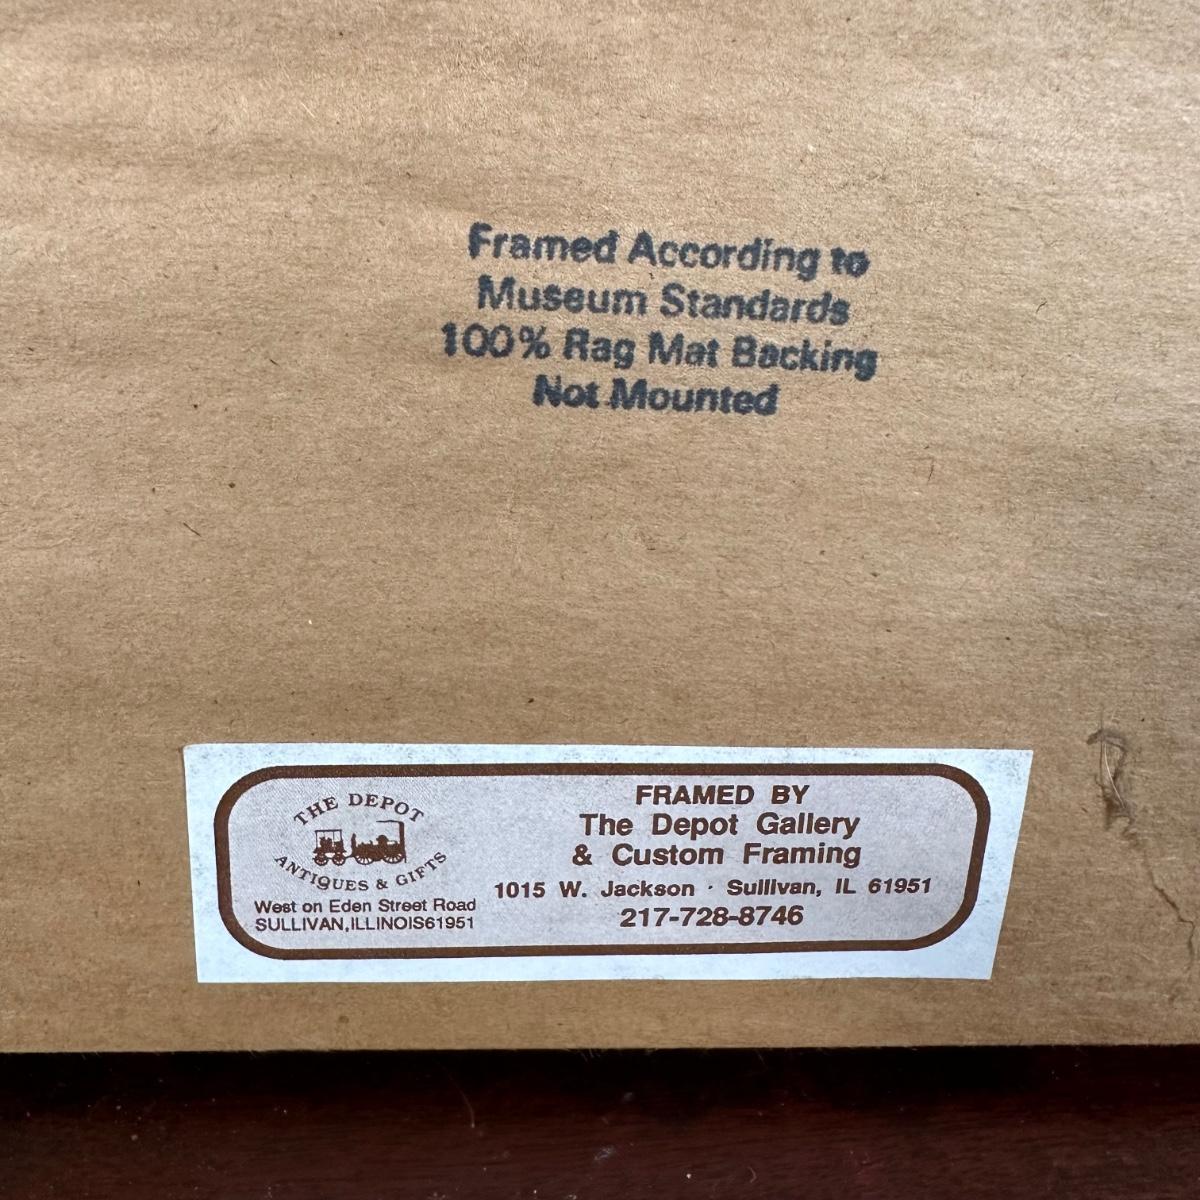 Framed According to
Museum Standards
100% Rag Mat Backing
Not Mounted
THE DEPOT
ANTIQUES & GIFTS
West on Eden Street Road
SULLIVAN,ILLINOIS61951
FRAMED BY
The Depot Gallery
& Custom Framing
1015 W. Jackson · Sullivan, IL 61951
217-728-8746